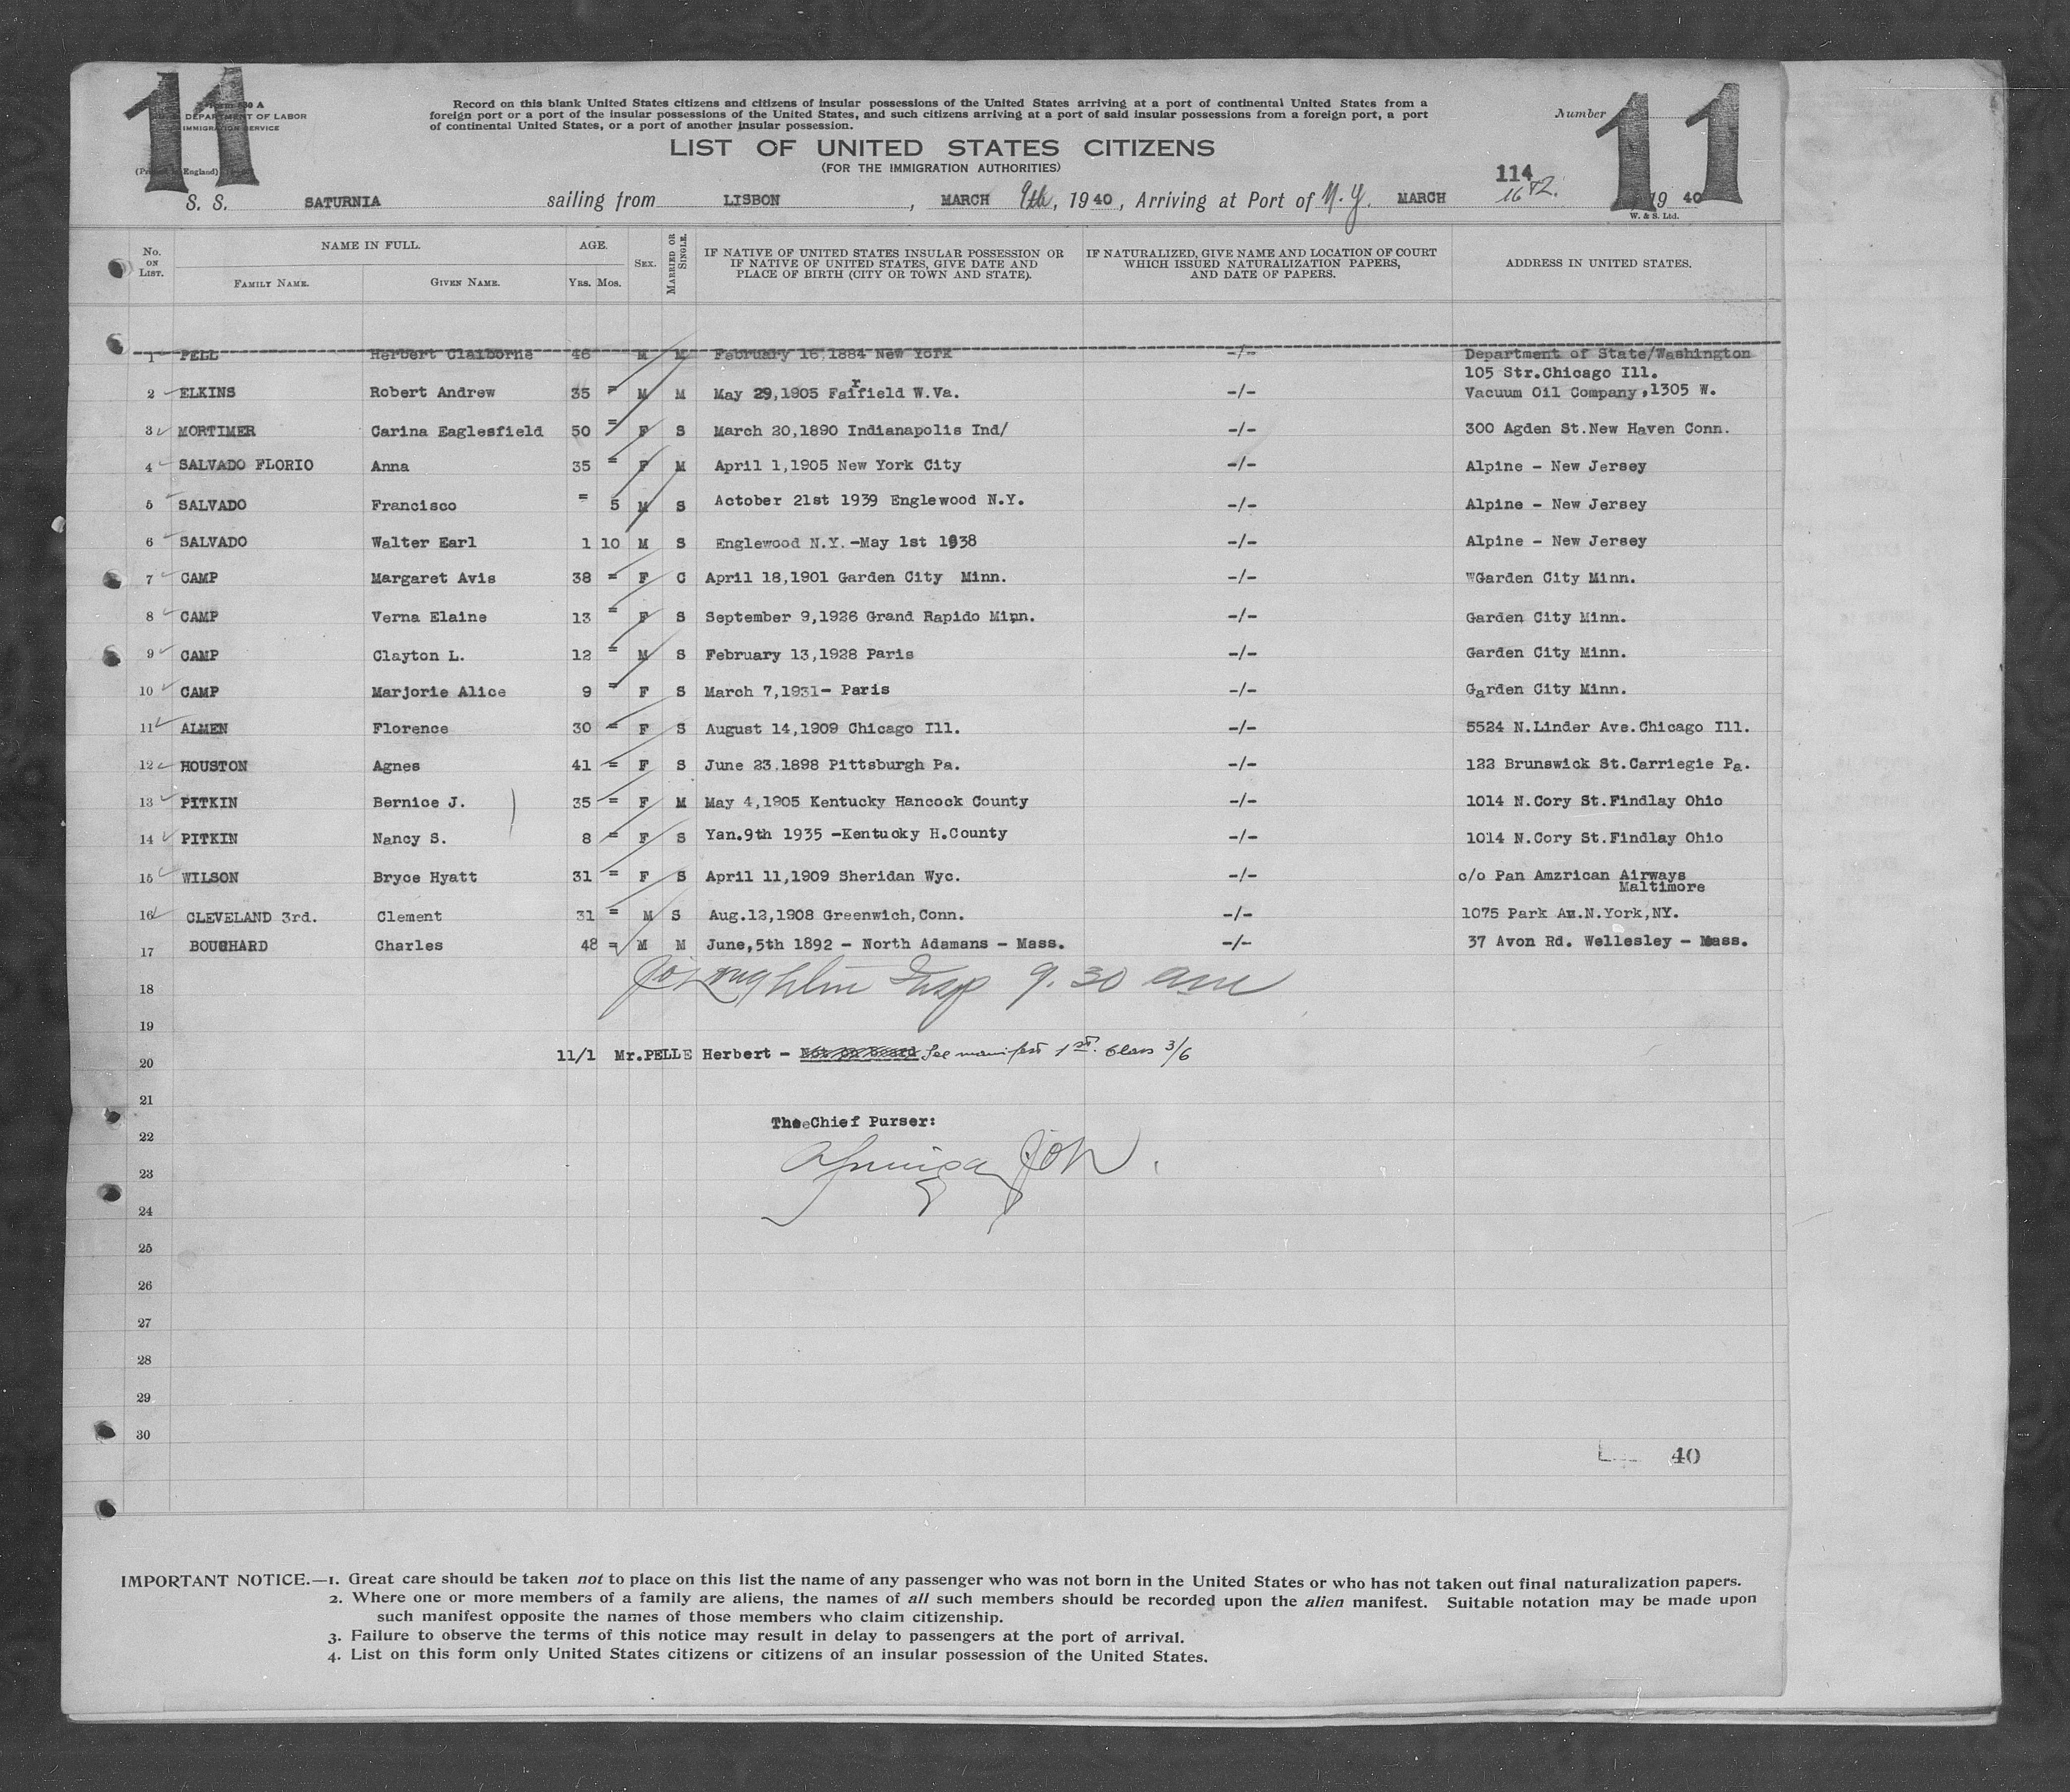 11
Form 630 A
DEPARTMENT OF LABOR
IMMIGRATION SERVICE
England)
Record on this blank United States citizens and citizens of insular possessions of the United States arriving at a port of continental United States from a
foreign port or a port of the insular possessions of the United States, and such citizens arriving at a port of said insular possessions from a foreign port, a port
of continental United States, or a port of another insular possession.
Number
11
LIST OF UNITED STATES CITIZENS
(FOR THE IMMIGRATION AUTHORITIES)
114
S. S. SATURNIA sailing from LISBON, MARCH 9th, 1940, Arriving at Port of N.Y. MARCH 19 40
W. & S. Ltd.
No. ON LIST. NAME IN FULL. FAMILY NAME. GIVEN NAME. AGE. YRS. MOS. SEX. MARRIED OR SINGLE. IF NATIVE OF UNITED STATES INSULAR POSSESSION OR IF NATIVE OF UNITED STATES, GIVE DATE AND PLACE OF BIRTH (CITY OR TOWN AND STATE). IF NATURALIZED, GIVE NAME AND LOCATION OF COURT WHICH ISSUED NATURALIZATION PAPERS, AND DATE OF PAPERS. ADDRESS IN UNITED STATES.
1 PELL Herbert Claiborne 46 M M February 16,1884 New York -/- Department of State/Washington
105 Str.Chicago Ill.
2 ELKINS Robert Andrew 35 = M M May 29,1905 Fairfield W.Va. -/- Vacuum Oil Company,1305 W.
3 MORTIMER Carina Eaglesfield 50 = F S March 20,1890 Indianapolis Ind/ -/- 300 Agden St.New Haven Conn.
4 SALVADO FLORIO Anna 35 = F M April 1,1905 New York City -/- Alpine - New Jersey
5 SALVADO Francisco = 5 M S Actober 21st 1939 Englewood N.Y. -/- Alpine - New Jersey
6 SALVADO Walter Earl 1 10 M S Englewood N.Y.-May 1st 1938 -/- Alpine - New Jersey
7 CAMP Margaret Avis 38 = F C April 18,1901 Garden City Minn. -/- Garden City Minn.
8 CAMP Verna Elaine 13 = F S September 9,1926 Grand Rapido Minn. -/- Garden City Minn.
9 CAMP Clayton L. 12 = M S February 13,1928 Paris -/- Garden City Minn.
10 CAMP Marjorie Alice 9 = F S March 7,1931- Paris -/- Garden City Minn.
11 ALMEN Florence 30 = F S August 14,1909 Chicago Ill. -/- 5524 N.Linder Ave.Chicago Ill.
12 HOUSTON Agnes 41 = F S June 23.1898 Pittsburgh Pa. -/- 122 Brunswick St.Carriegie Pa.
13 PITKIN Bernice J. 35 = F M May 4,1905 Kentucky Hancock County -/- 1014 N.Cory St.Findlay Ohio
14 PITKIN Nancy S. 8 = F S Yan.9th 1935 -Kentucky H.County -/- 1014 N.Cory St.Findlay Ohio
15 WILSON Bryce Hyatt 31 = F S April 11,1909 Sheridan Wyc. -/- c/o Pan Amzrican Airways
Maltimore
16 CLEVELAND 3rd. Clement 31 = M S Aug.12,1908 Greenwich,Conn. -/- 1075 Park Av.N.York,NY.
17 BOUCHARD Charles 48 = M M June,5th 1892 - North Adamans - Mass. -/- 37 Avon Rd. Wellesley - Mass.
18 Insp 9.30 am
19
20 11/1 Mr.PELLE Herbert - Not on Board See manifest 1st. Class 3/6
21
22 The Chief Purser:
23
24
25
26
27
28
29
30
40
IMPORTANT NOTICE.—1. Great care should be taken not to place on this list the name of any passenger who was not born in the United States or who has not taken out final naturalization papers.
2. Where one or more members of a family are aliens, the names of all such members should be recorded upon the alien manifest. Suitable notation may be made upon
such manifest opposite the names of those members who claim citizenship.
3. Failure to observe the terms of this notice may result in delay to passengers at the port of arrival.
4. List on this form only United States citizens or citizens of an insular possession of the United States.